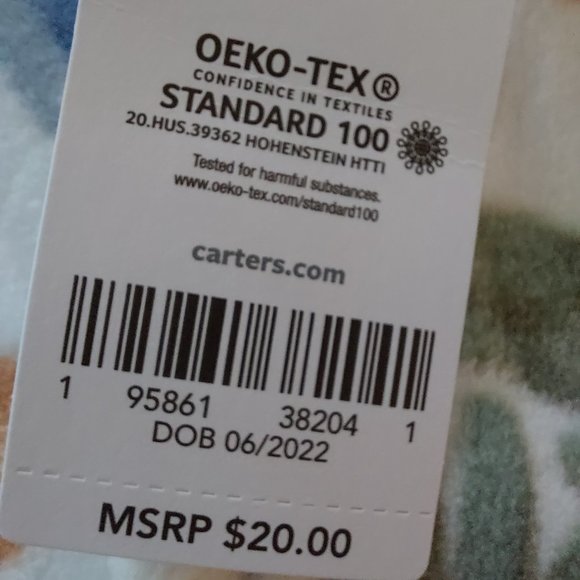 OEKO-TEX®
CONFIDENCE IN TEXTILES
STANDARD 100
20.HUS.39362 HOHENSTEIN HTTI
Tested for harmful substances.
www.oeko-tex.com/standard100
carters.com
1 95861 38204 1
DOB 06/2022
MSRP $20.00